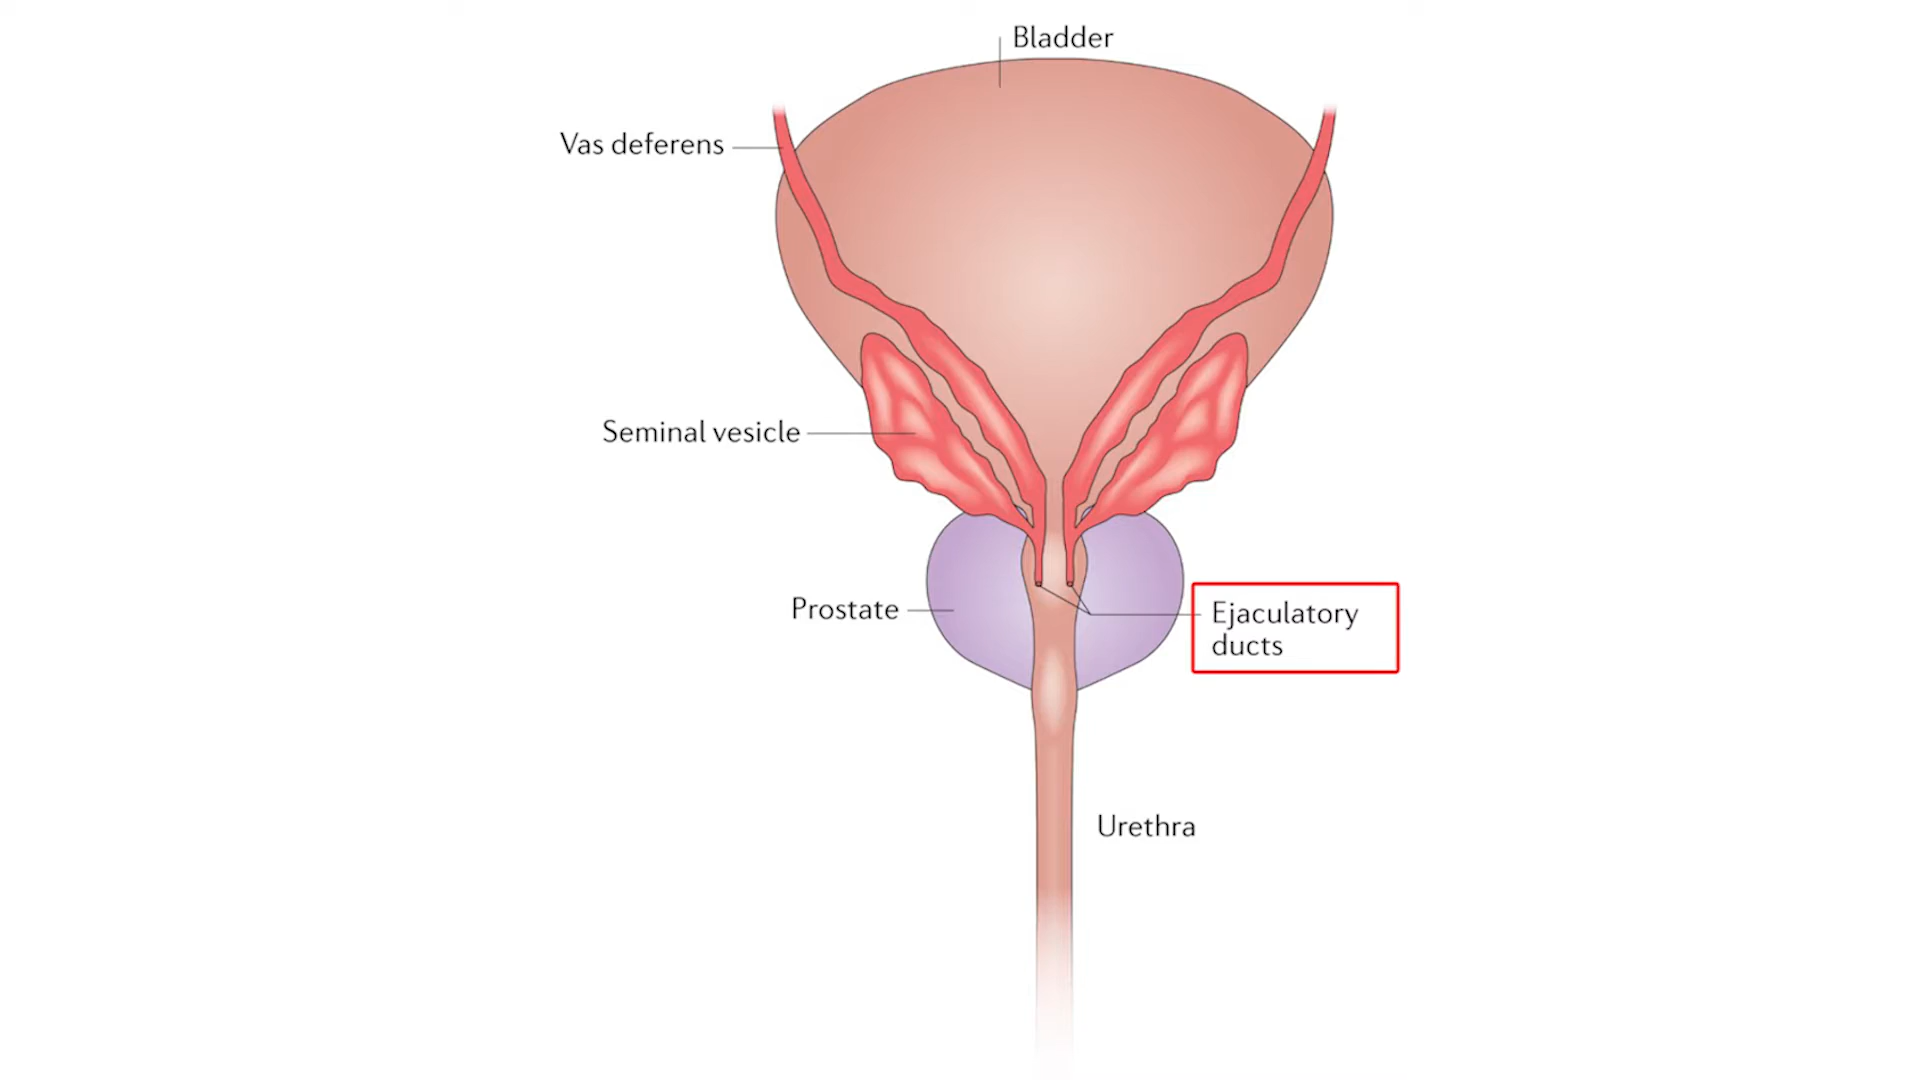 Bladder
Vas deferens
Seminal vesicle
Prostate
Ejaculatory
ducts
Urethra